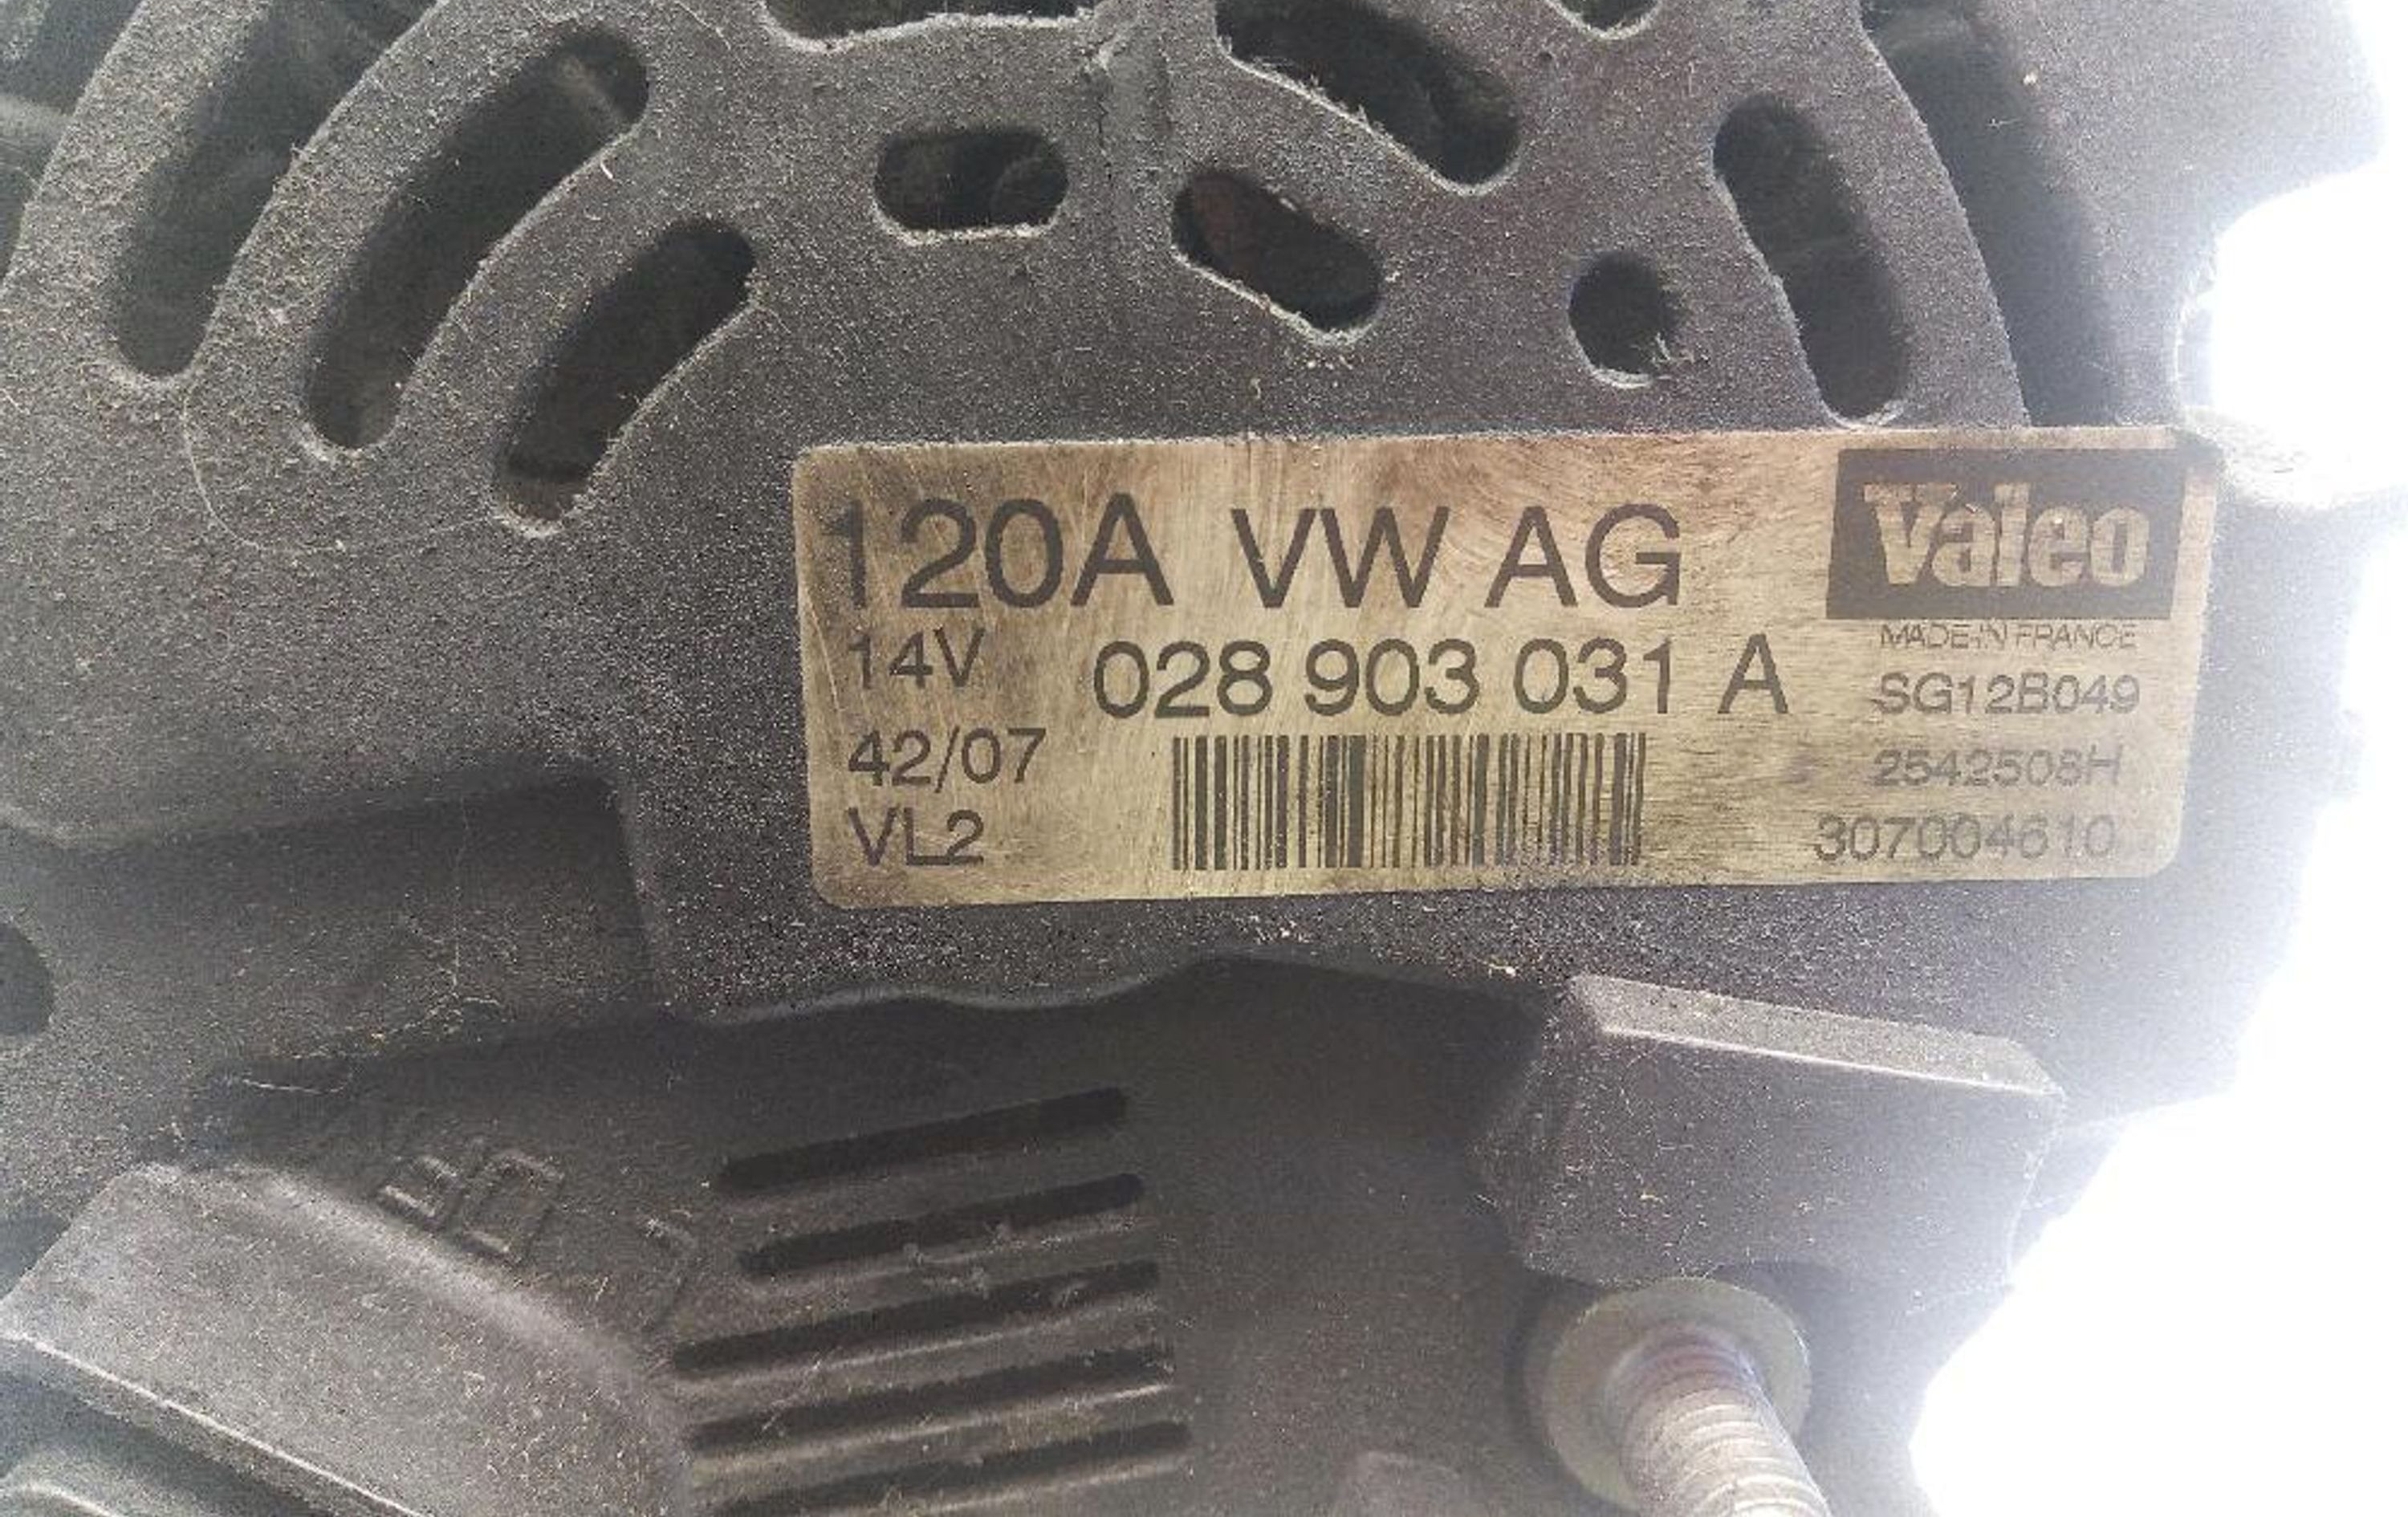 120A VW AG
Valeo
MADE IN FRANCE
14V 028 903 031 A
SG12B049
42/07
2542508H
VL2
307004610